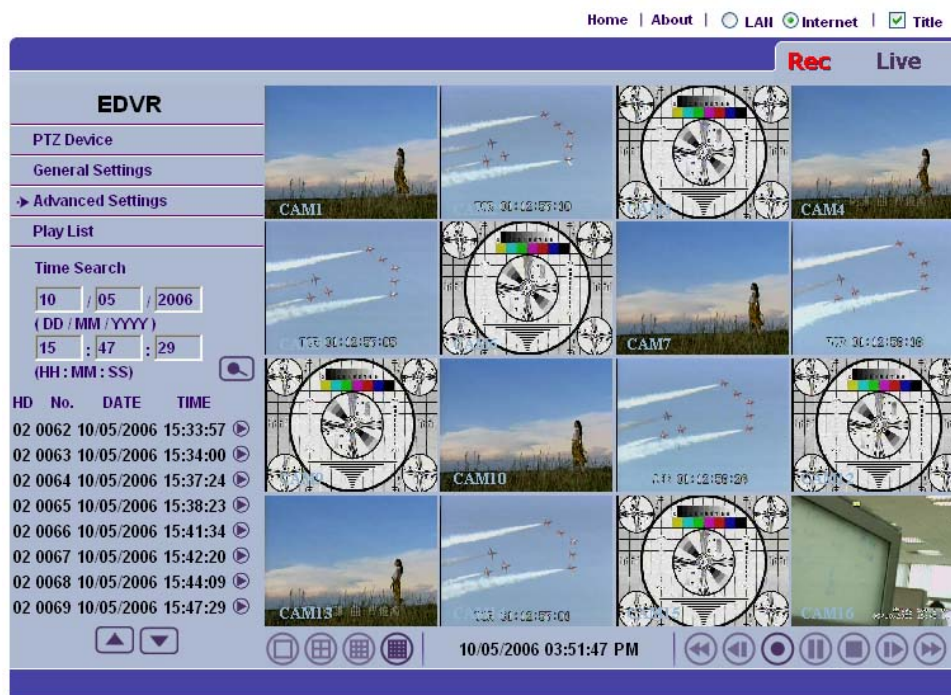 Home | About | LAN Internet | Title
Rec Live
EDVR
PTZ Device
General Settings
Advanced Settings
Play List
Time Search
10 / 05 / 2006
( DD / MM / YYYY )
15 : 47 : 29
(HH : MM : SS)
HD No. DATE TIME
02 0062 10/05/2006 15:33:57
02 0063 10/05/2006 15:34:00
02 0064 10/05/2006 15:37:24
02 0065 10/05/2006 15:38:23
02 0066 10/05/2006 15:41:34
02 0067 10/05/2006 15:42:20
02 0068 10/05/2006 15:44:09
02 0069 10/05/2006 15:47:29
CAM1
CAM4
CAM7
CAM10
CAM13
CAM16
10/05/2006 03:51:47 PM